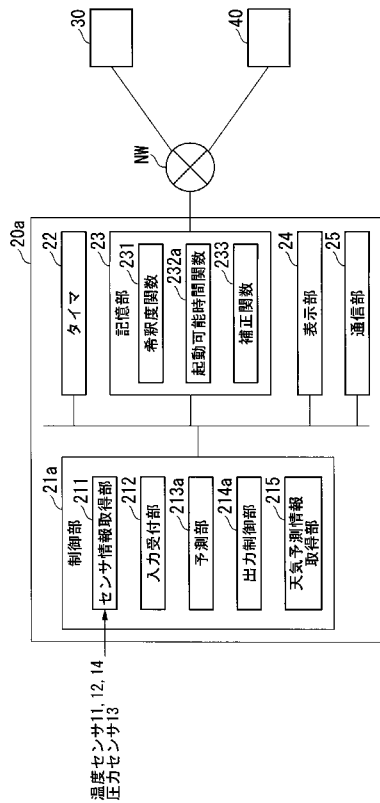 20a
21a
制御部
211
センサ情報取得部
212
入力受付部
213a
予測部
214a
出力制御部
215
天気予測情報
取得部
温度センサ11, 12, 14
圧力センサ13
22
タイマ
23
記憶部
231
希釈度関数
232a
起動可能時間関数
233
補正関数
24
表示部
25
通信部
NW
30
40